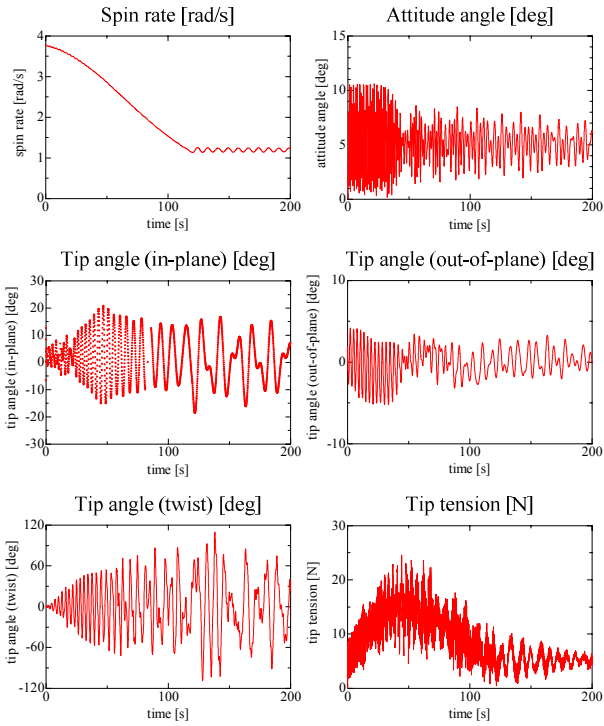 Spin rate [rad/s]
4
3
2
1
0
spin rate [rad/s]
0 100 200
time [s]
Attitude angle [deg]
15
10
5
0
attitude angle [deg]
0 100 200
time [s]
Tip angle (in-plane) [deg]
30
20
10
0
-10
-20
-30
tip angle (in-plane) [deg]
0 100 200
time [s]
Tip angle (out-of-plane) [deg]
10
0
-10
tip angle (out-of-plane) [deg]
0 100 200
time [s]
Tip angle (twist) [deg]
120
60
0
-60
-120
tip angle (twist) [deg]
0 100 200
time [s]
Tip tension [N]
30
20
10
0
tip tension [N]
0 100 200
time [s]